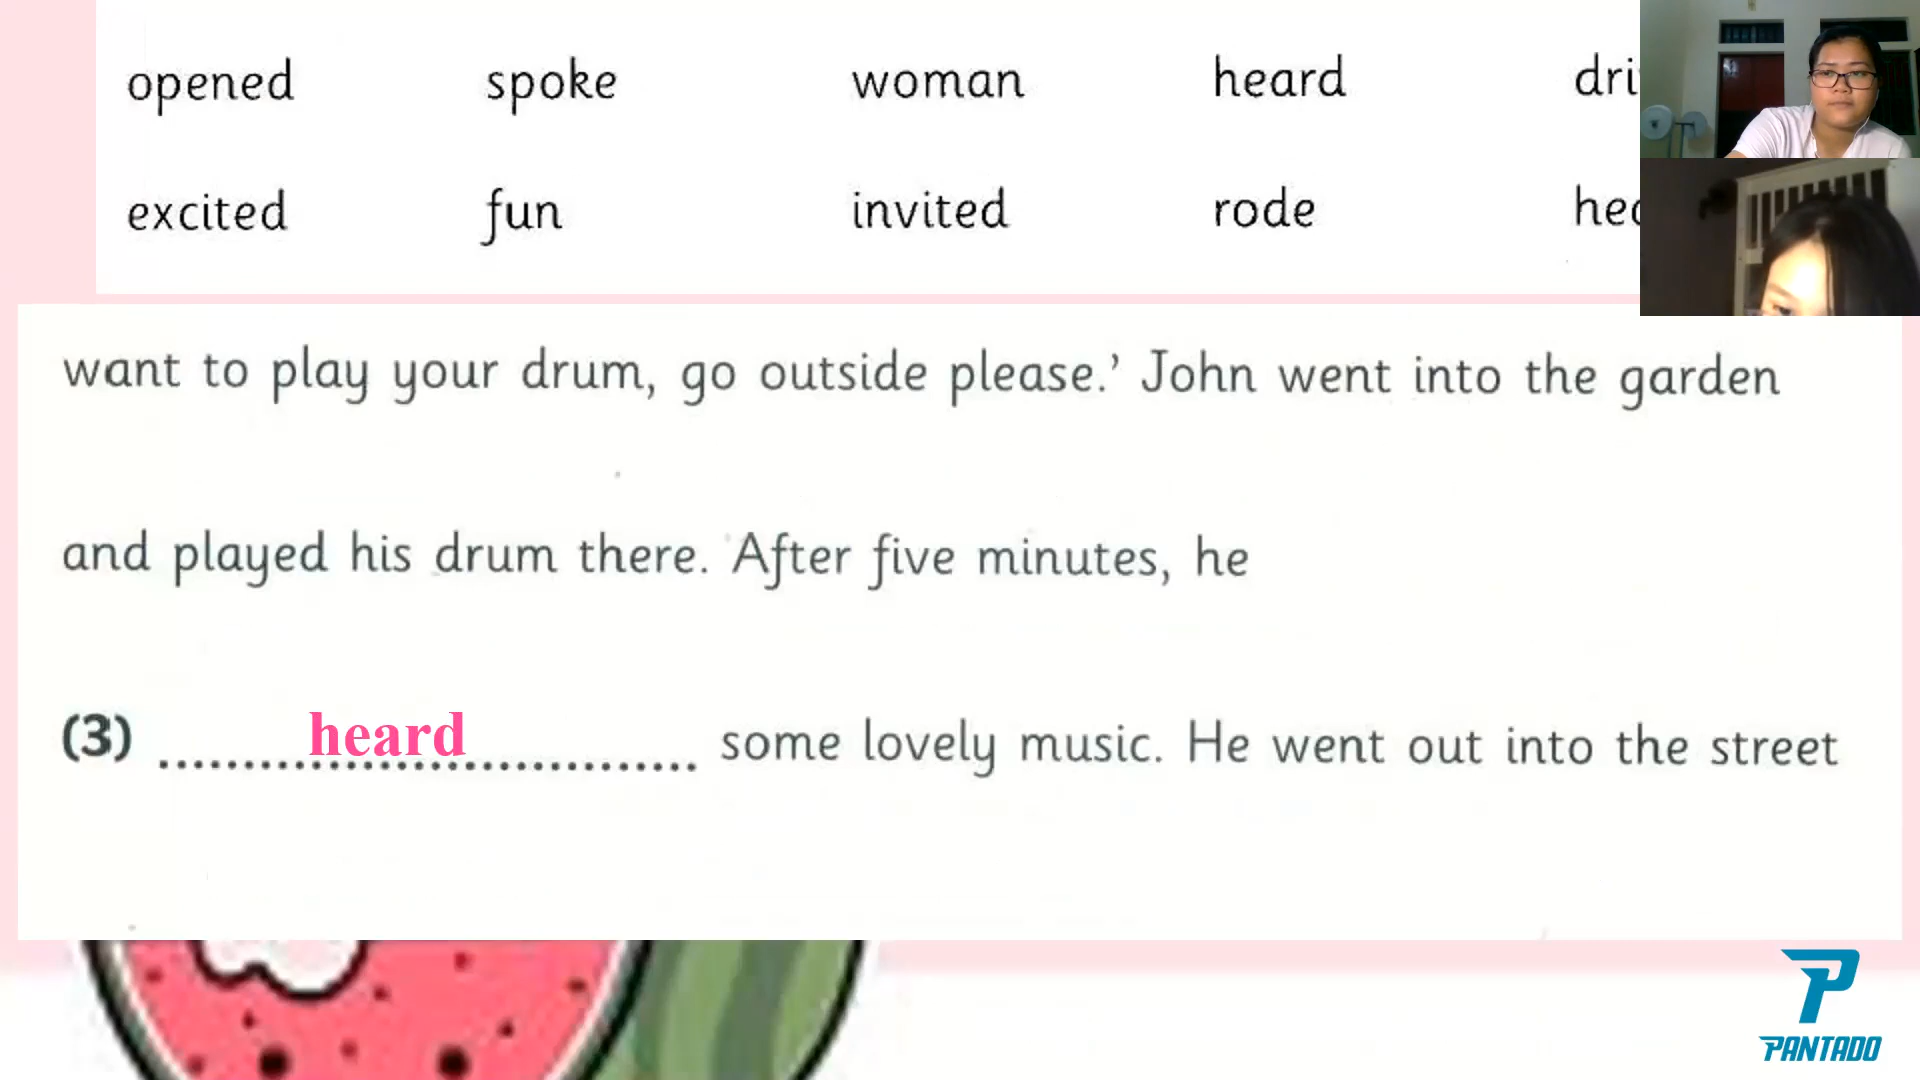 opened spoke woman heard
excited fun invited rode
want to play your drum, go outside please.’ John went into the garden
and played his drum there. After five minutes, he
(3) heard some lovely music. He went out into the street
PANTADO